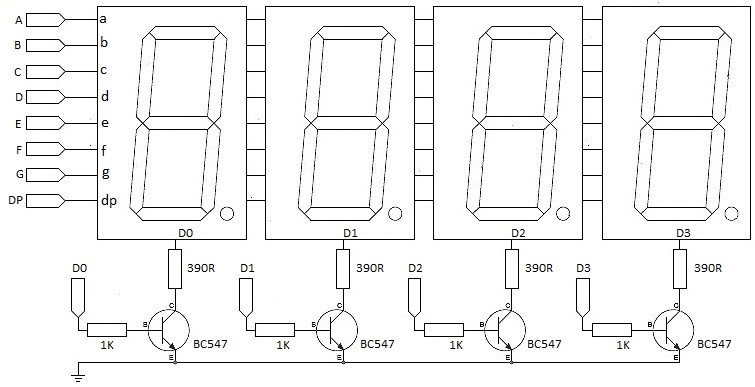 A a
B b
C c
D d
E e
F f
G g
DP dp
D0 D1 D2 D3
D0 390R D1 390R D2 390R D3 390R
C C C C
B B B B
1K BC547 1K BC547 1K BC547 1K BC547
E E E E